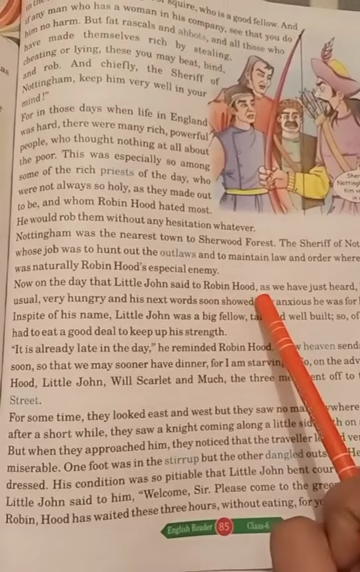 squire, who is a good fellow. And
if any man who has a woman in his company, see that you do
him no harm. But fat rascals and abbots, and all those who
have made themselves rich by stealing,
cheating or lying, these you may beat, bind,
and rob. And chiefly, the Sheriff of
Nottingham, keep him very well in your
mind!"
For in those days when life in England
was hard, there were many rich, powerful
people, who thought nothing at all about
the poor. This was especially so among
some of the rich priests of the day, who
were not always so holy, as they made out
to be, and whom Robin Hood hated most.
He would rob them without any hesitation whatever.
Nottingham was the nearest town to Sherwood Forest. The Sheriff of Not
whose job was to hunt out the outlaws and to maintain law and order where
was naturally Robin Hood's especial enemy.
Now on the day that Little John said to Robin Hood, as we have just heard,
usual, very hungry and his next words soon showed anxious he was for
Inspite of his name, Little John was a big fellow, well built; so, of
had to eat a good deal to keep up his strength.
"It is already late in the day," he reminded Robin Hood. heaven send
soon, so that we may sooner have dinner, for I am starving on the adv
Hood, Little John, Will Scarlet and Much, the three off to
Street.
For some time, they looked east and west but they saw no where
after a short while, they saw a knight coming along a little on
But when they approached him, they noticed that the traveller
miserable. One foot was in the stirrup but the other dangled outs He
dressed. His condition was so pitiable that Little John bent
Little John said to him, "Welcome, Sir. Please come to the gree
Robin, Hood has waited these three hours, without eating, for
English Reader 85 Class-6